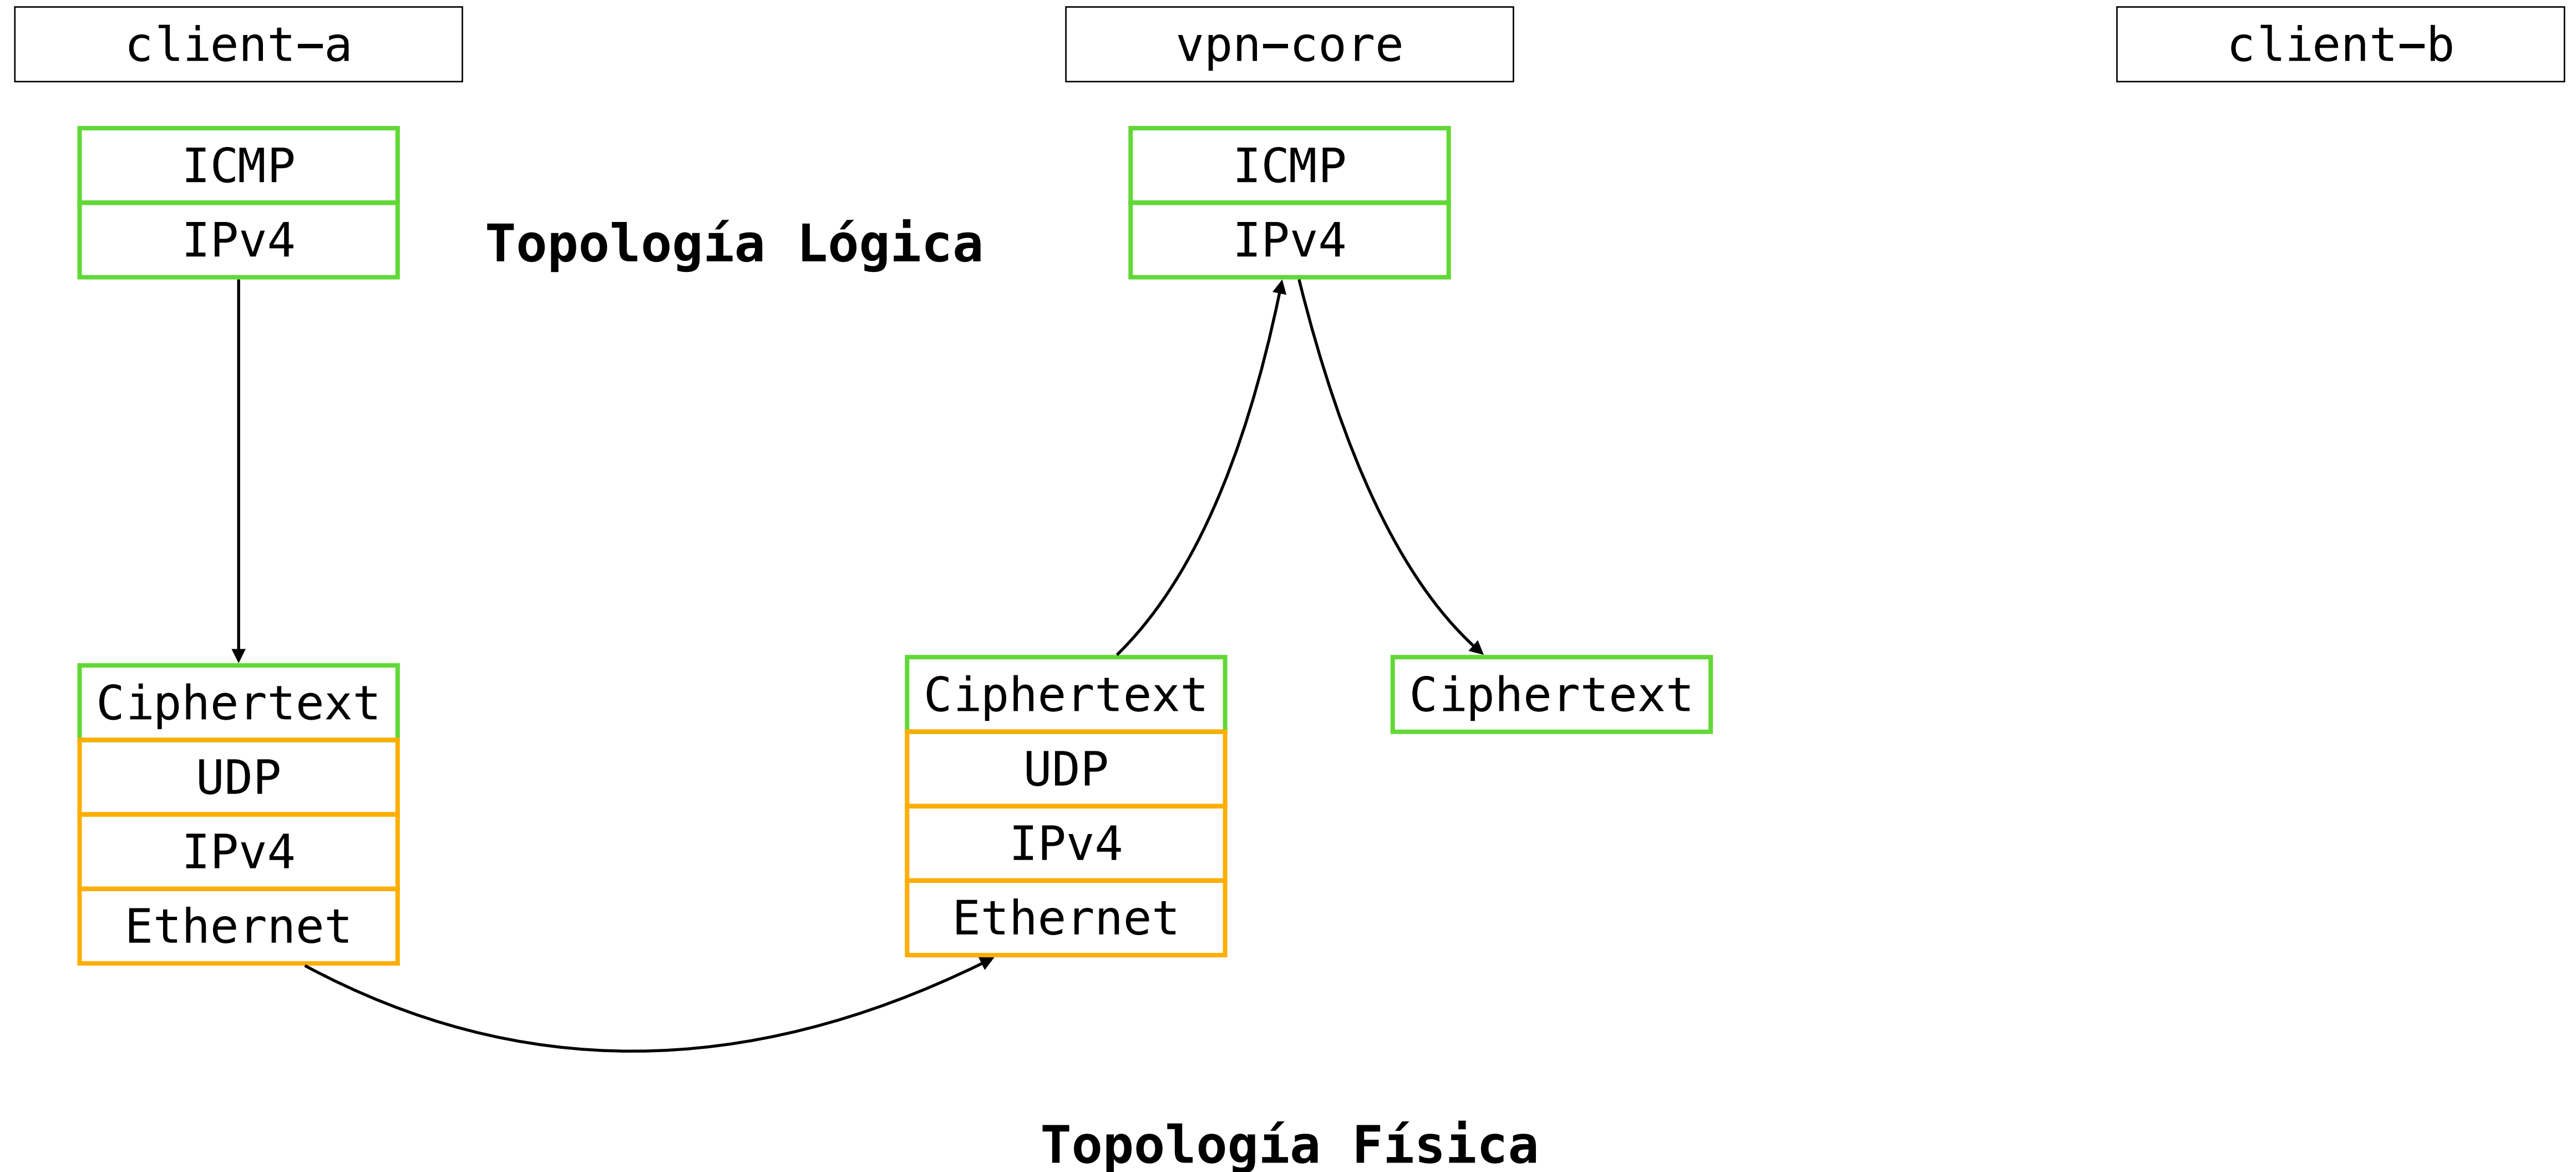 client-a
vpn-core
client-b
ICMP
IPv4
Topología Lógica
ICMP
IPv4
Ciphertext
UDP
IPv4
Ethernet
Ciphertext
UDP
IPv4
Ethernet
Ciphertext
Topología Física